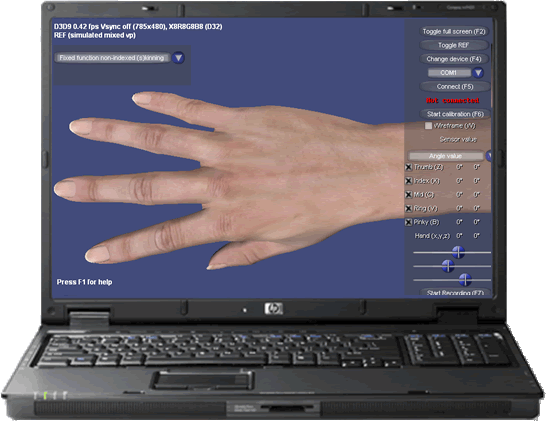 D3D9 0.42 fps Vsync off (785x480), X8R8G8B8 (D32)
REF (simulated mixed vp)
Fixed function non-indexed (s)kinning
Toggle full screen (F2)
Toggle REF
Change device (F4)
COM1
Connect (F5)
Not connected
Start calibration (F6)
Wireframe (W)
Sensor value
Angle value
Thumb (Z) 0° 0°
Index (X) 0° 0°
Mid (C) 0° 0°
Ring (V) 0° 0°
Pinky (B) 0° 0°
Hand (x,y,z) 0° 0°
Start Recording (F7)
Press F1 for help
hp